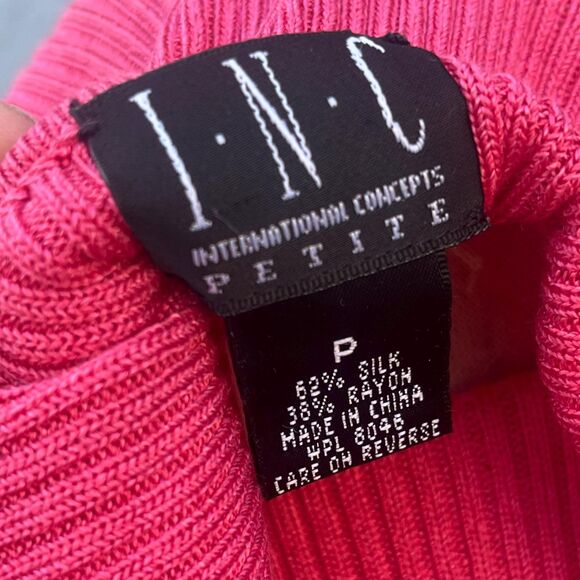 I·N·C
INTERNATIONAL CONCEPTS
PETITE
P
62% SILK
38% RAYON
MADE IN CHINA
WPL 8046
CARE ON REVERSE